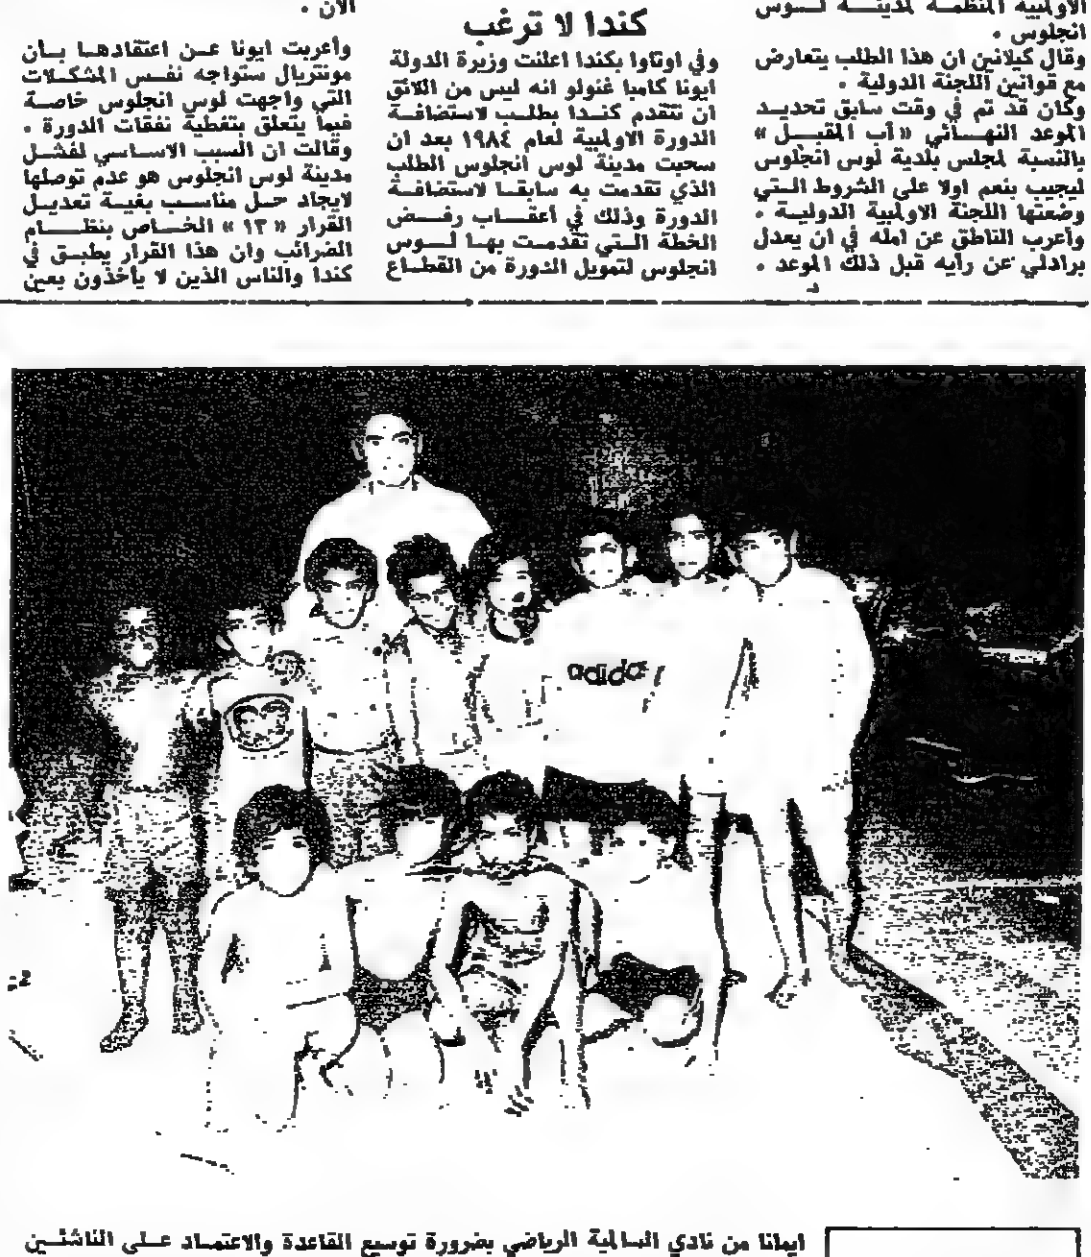 الاولمبية المنظمة لمدينة لوس
انجلوس .
وقال كيلانين ان هذا الطلب يتعارض
مع قوانين اللجنة الدولية .
وكان قد تم في وقت سابق تحديد
الموعد النهائي « آب المقبل »
بالنسبة لمجلس بلدية لوس انجلوس
ليجيب بنعم اولا على الشروط التي
وضعتها اللجنة الاولمبية الدولية .
وأعرب الناطق عن امله في ان يعدل
برادلي عن رأيه قبل ذلك الموعد .
كندا لا ترغب
وفي اوتاوا بكندا اعلنت وزيرة الدولة
ايونا كامبا غنولو انه ليس من اللائق
ان تتقدم كندا بطلب لاستضافة
الدورة الاولمبية لعام ١٩٨٤ بعد ان
سحبت مدينة لوس انجلوس الطلب
الذي تقدمت به سابقا لاستضافة
الدورة وذلك في أعقاب رفض
الخطة التي تقدمت بها لوس
انجلوس لتمويل الدورة من القطاع
الان .
وأعربت ايونا عن اعتقادها بأن
مونتريال ستواجه نفس المشكلات
التي واجهت لوس انجلوس خاصة
فيما يتعلق بتغطية نفقات الدورة .
وقالت ان السبب الاساسي لفشل
مدينة لوس انجلوس هو عدم توصلها
لايجاد حل مناسب بغية تعديل
القرار « ١٣ » الخاص بنظام
الضرائب وان هذا القرار يطبق في
كندا والناس الذين لا يأخذون بعين
adidas
ايمانا من نادي السالمية الرياضي بضرورة توسيع القاعدة والاعتماد على الناشئين